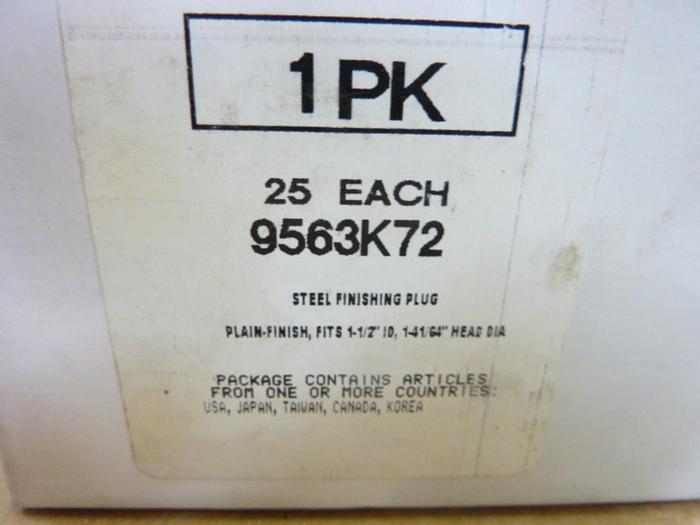 1PK
25 EACH
9563K72
STEEL FINISHING PLUG
PLAIN-FINISH, FITS 1-1/2" ID, 1-41/64" HEAD DIA
PACKAGE CONTAINS ARTICLES
FROM ONE OR MORE COUNTRIES:
USA, JAPAN, TAIWAN, CANADA, KOREA